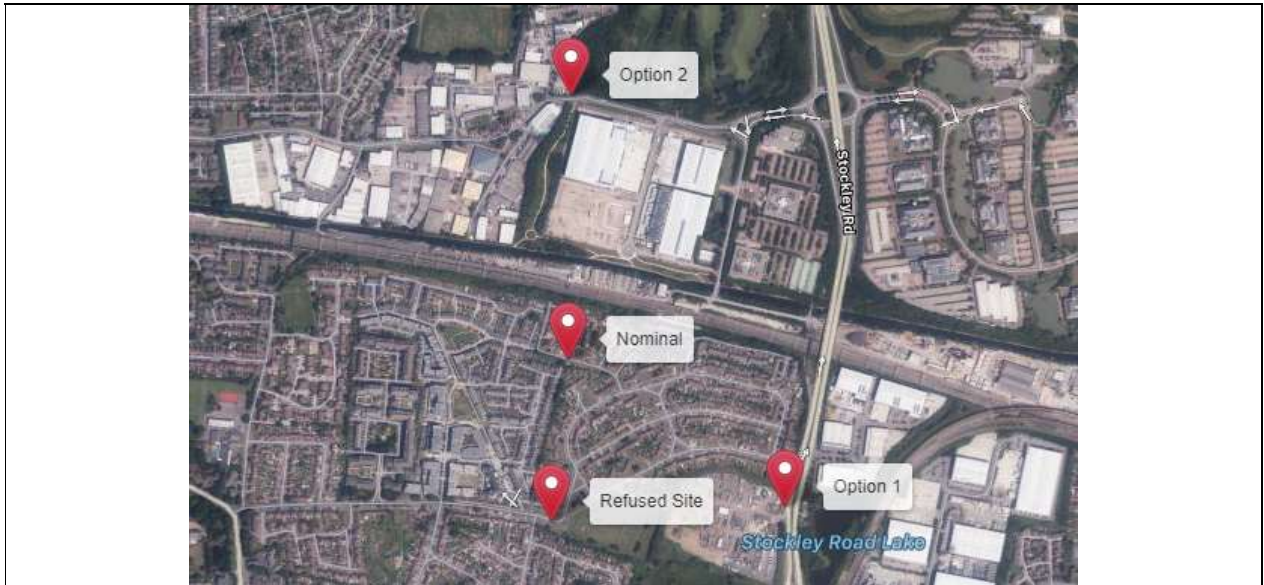 Option 2
Stockley Rd
Nominal
Option 1
Refused Site
Stockley Road Lake